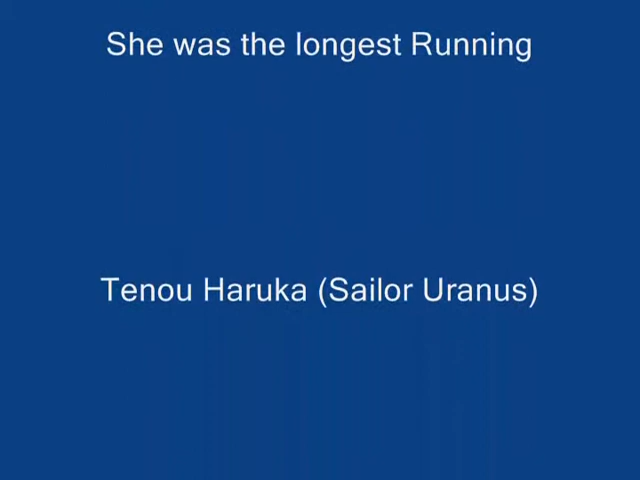 She was the longest Running
Tenou Haruka (Sailor Uranus)